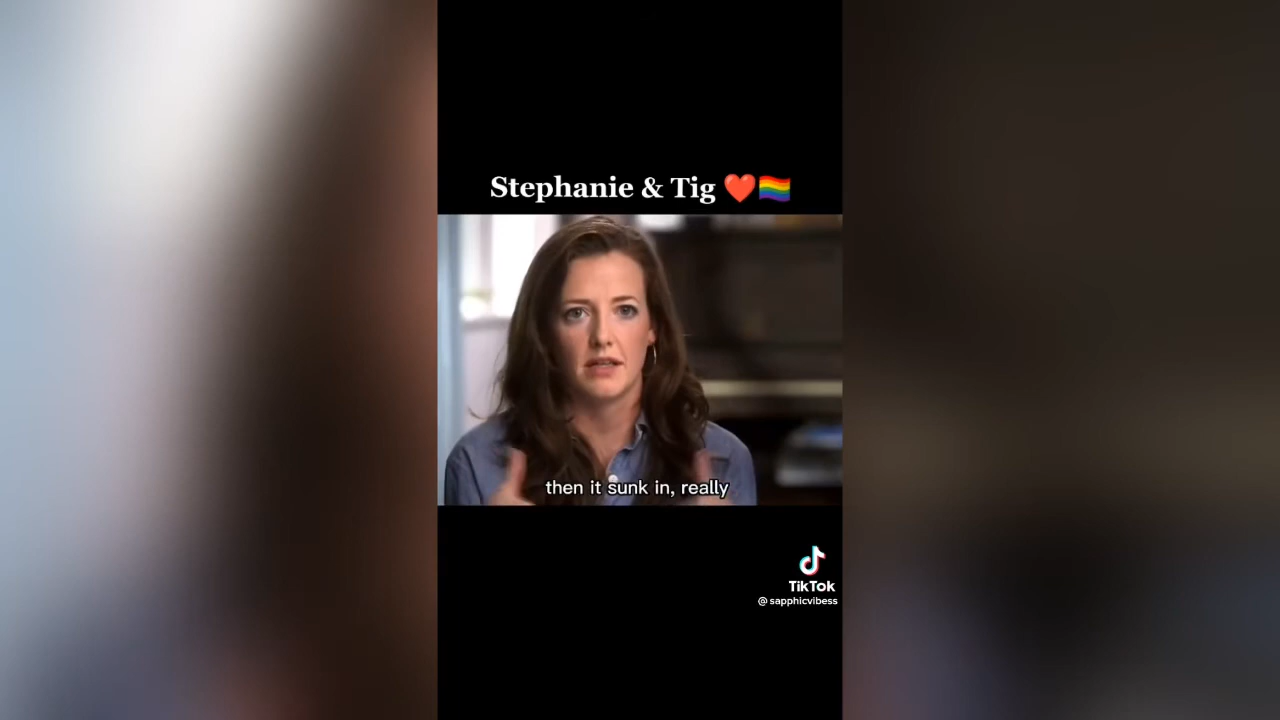 Stephanie & Tig ❤️🏳️‍🌈
then it sunk in, really
TikTok
@sapphicvibess